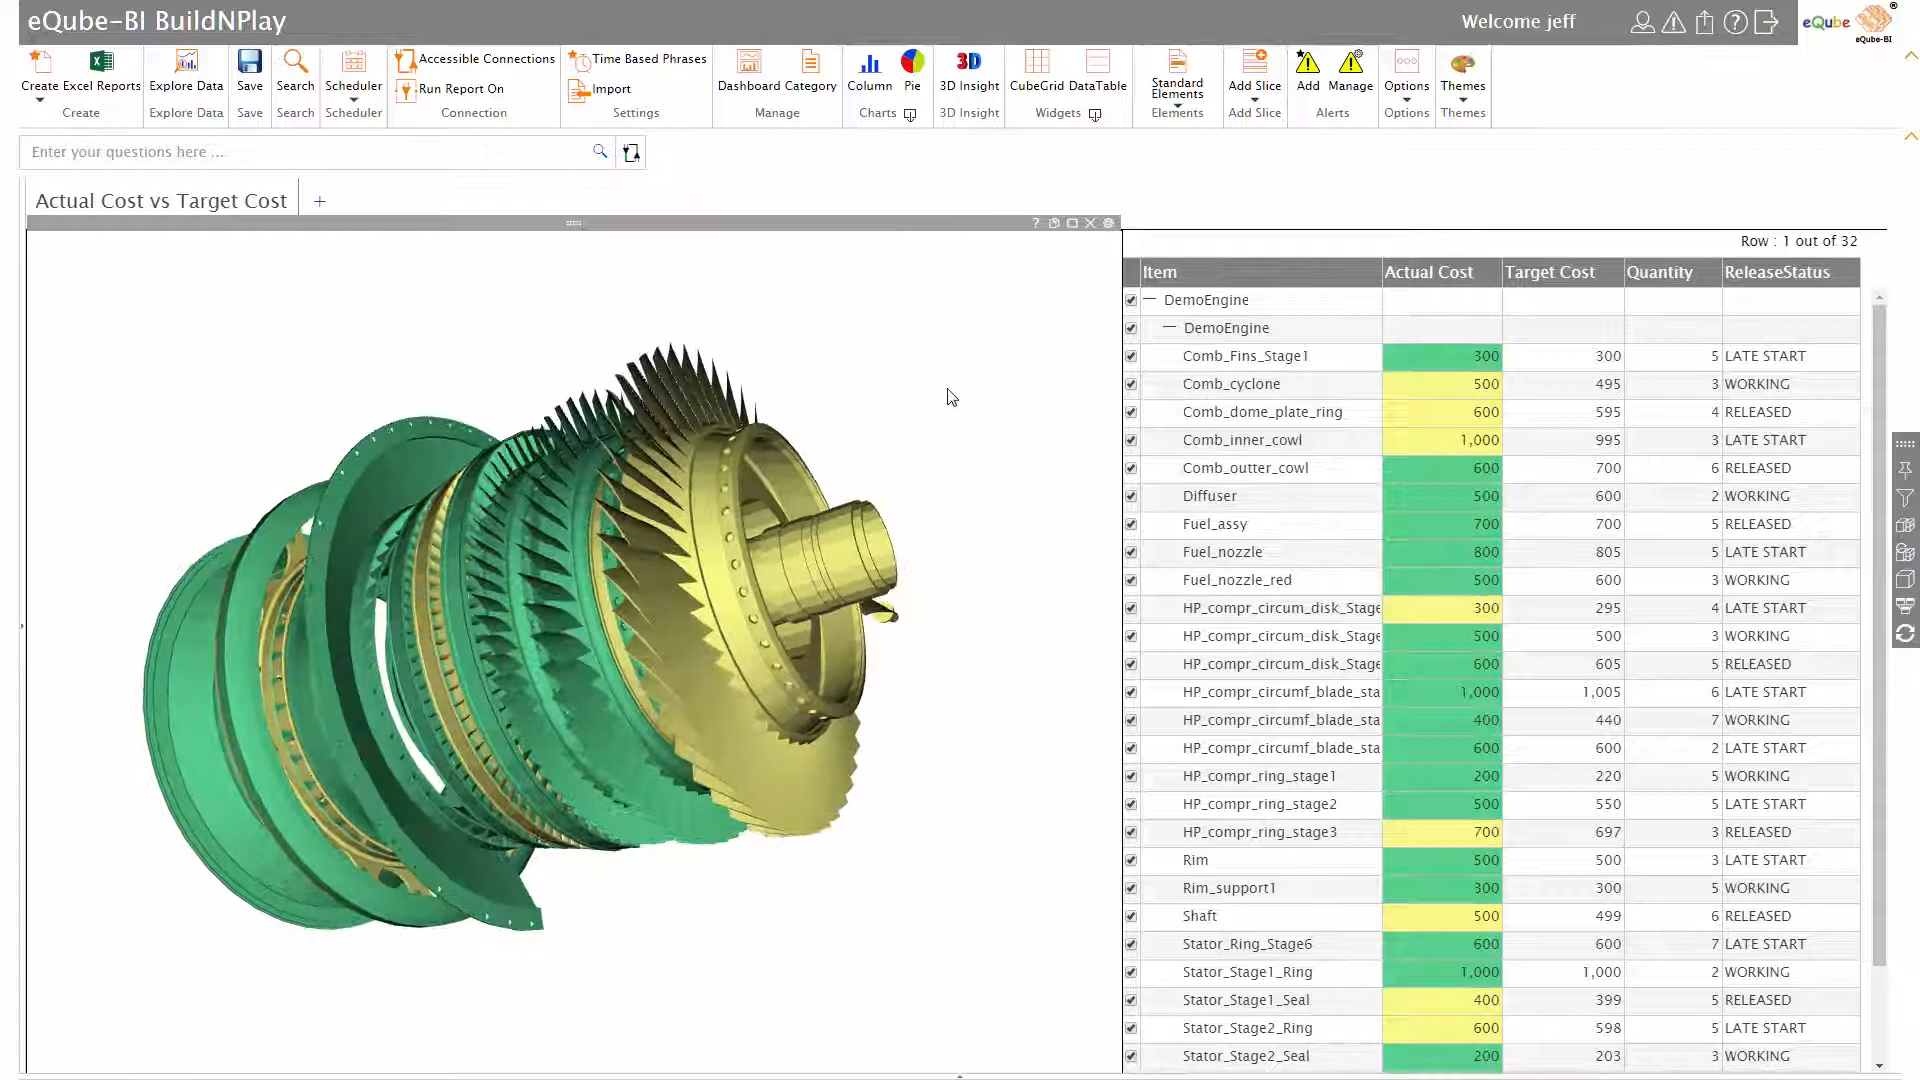 eQube-BI BuildNPlay
Welcome jeff
eQube
eQube-BI
Create Excel Reports
Create
Explore Data
Explore Data
Save
Save
Search
Search
Scheduler
Scheduler
Accessible Connections
Run Report On
Connection
Time Based Phrases
Import
Settings
Dashboard Category
Manage
Column Pie
Charts
3D
3D Insight
3D Insight
CubeGrid DataTable
Widgets
Standard
Elements
Elements
Add Slice
Add Slice
Add Manage
Alerts
Options
Options
Themes
Themes
Enter your questions here ....
Actual Cost vs Target Cost +
Row : 1 out of 32
Item Actual Cost Target Cost Quantity ReleaseStatus
DemoEngine
DemoEngine
Comb_Fins_Stage1 300 300 5 LATE START
Comb_cyclone 500 495 3 WORKING
Comb_dome_plate_ring 600 595 4 RELEASED
Comb_inner_cowl 1,000 995 3 LATE START
Comb_outter_cowl 600 700 6 RELEASED
Diffuser 500 600 2 WORKING
Fuel_assy 700 700 5 RELEASED
Fuel_nozzle 800 805 5 LATE START
Fuel_nozzle_red 500 600 3 WORKING
HP_compr_circum_disk_Stage 300 295 4 LATE START
HP_compr_circum_disk_Stage 500 500 3 WORKING
HP_compr_circum_disk_Stage 600 605 5 RELEASED
HP_compr_circumf_blade_sta 1,000 1,005 6 LATE START
HP_compr_circumf_blade_sta 400 440 7 WORKING
HP_compr_circumf_blade_sta 600 600 2 LATE START
HP_compr_ring_stage1 200 220 5 WORKING
HP_compr_ring_stage2 500 550 5 LATE START
HP_compr_ring_stage3 700 697 3 RELEASED
Rim 500 500 3 LATE START
Rim_support1 300 300 5 WORKING
Shaft 500 499 6 RELEASED
Stator_Ring_Stage6 600 600 7 LATE START
Stator_Stage1_Ring 1,000 1,000 2 WORKING
Stator_Stage1_Seal 400 399 5 RELEASED
Stator_Stage2_Ring 600 598 5 LATE START
Stator_Stage2_Seal 200 203 3 WORKING